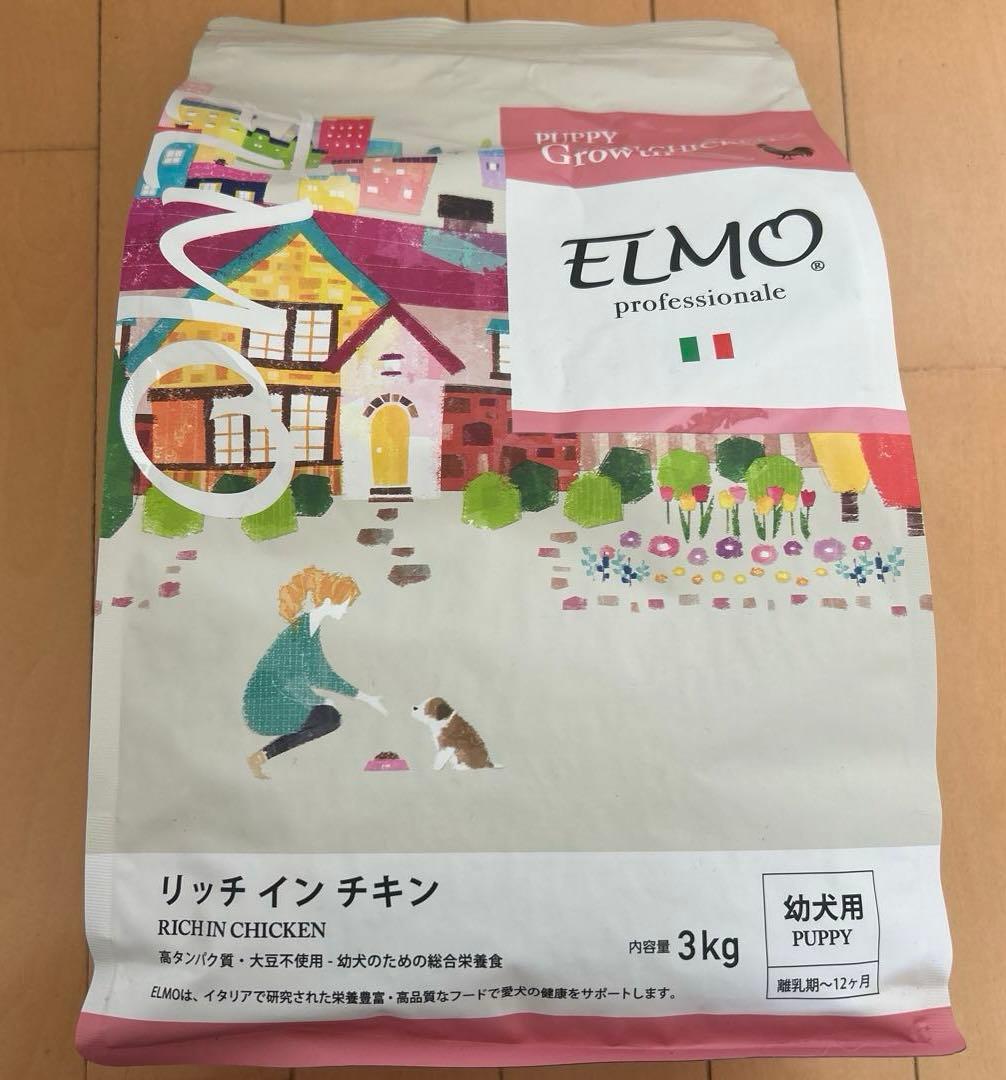 ELMO
PUPPY
Growth CHICKEN
ELMO®
professionale
リッチ イン チキン
RICH IN CHICKEN
高タンパク質・大豆不使用 - 幼犬のための総合栄養食
内容量 3kg
幼犬用
PUPPY
離乳期〜12ヶ月
ELMOは、イタリアで研究された栄養豊富・高品質なフードで愛犬の健康をサポートします。